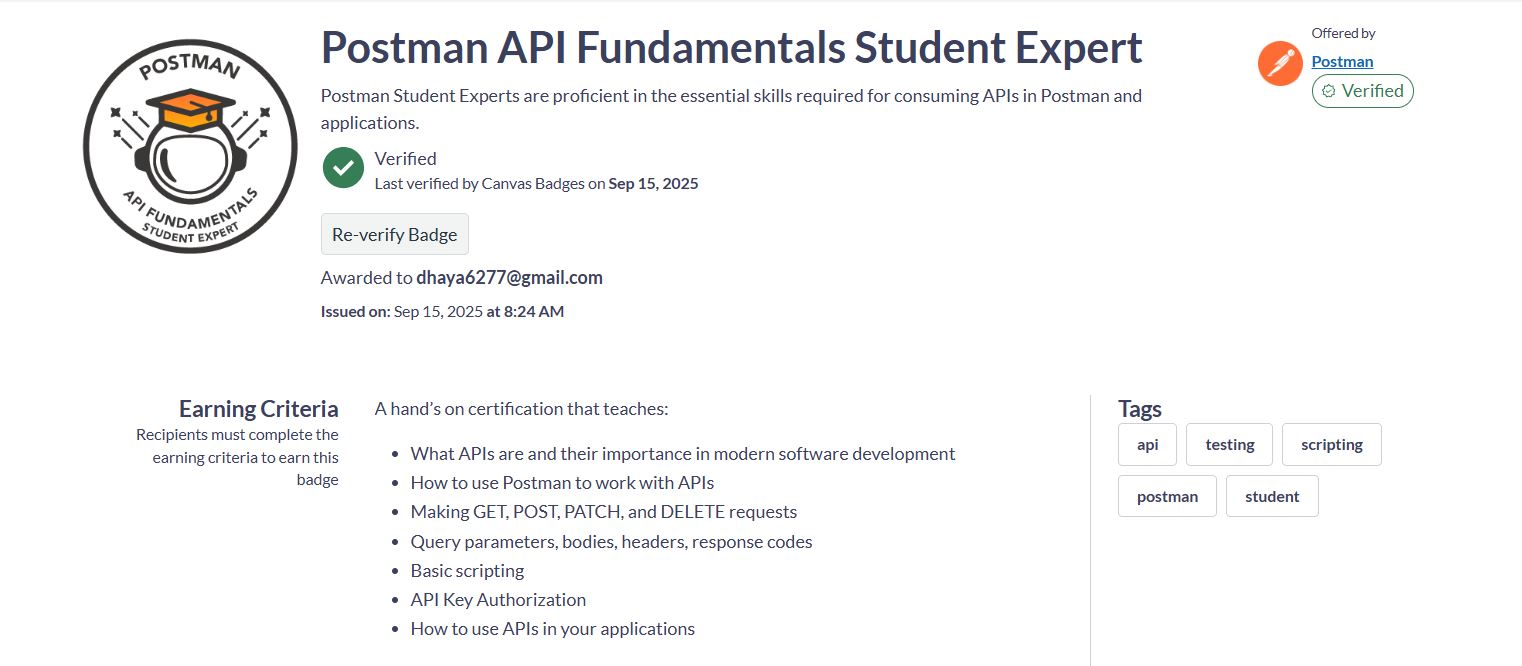 POSTMAN
API FUNDAMENTALS
STUDENT EXPERT
Postman API Fundamentals Student Expert
Postman Student Experts are proficient in the essential skills required for consuming APIs in Postman and
applications.
Verified
Last verified by Canvas Badges on Sep 15, 2025
Re-verify Badge
Awarded to dhaya6277@gmail.com
Issued on: Sep 15, 2025 at 8:24 AM
Offered by
Postman
Verified
Earning Criteria
Recipients must complete the
earning criteria to earn this
badge
A hand’s on certification that teaches:
• What APIs are and their importance in modern software development
• How to use Postman to work with APIs
• Making GET, POST, PATCH, and DELETE requests
• Query parameters, bodies, headers, response codes
• Basic scripting
• API Key Authorization
• How to use APIs in your applications
Tags
api testing scripting
postman student